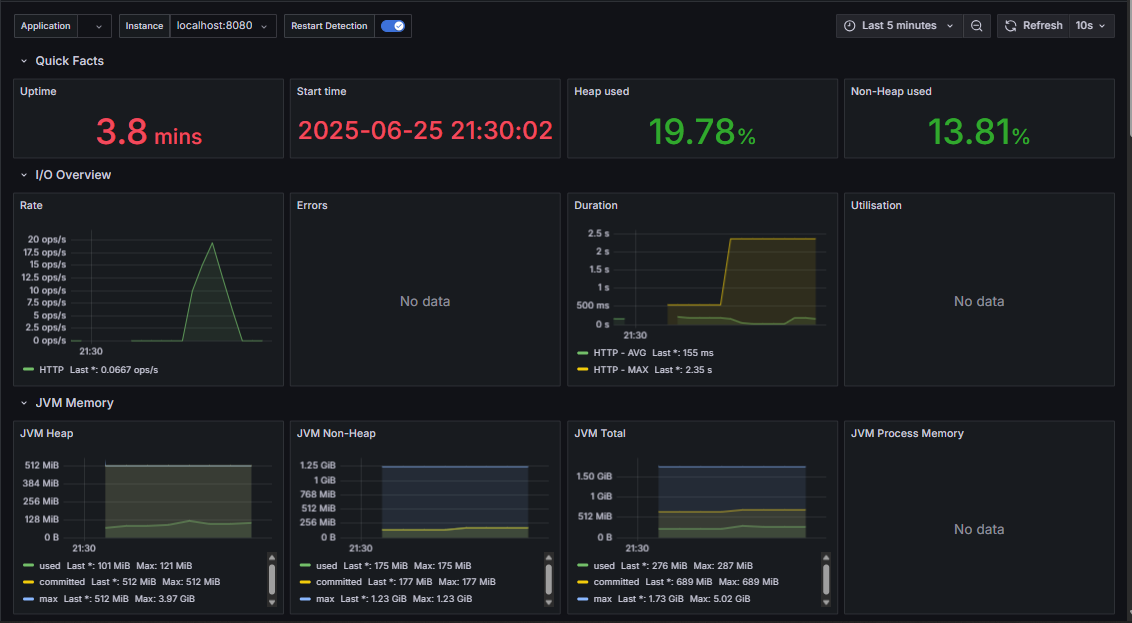 Application Instance localhost:8080 Restart Detection Last 5 minutes Refresh 10s
Quick Facts
Uptime
3.8 mins
Start time
2025-06-25 21:30:02
Heap used
19.78%
Non-Heap used
13.81%
I/O Overview
Rate
20 ops/s
17.5 ops/s
15 ops/s
12.5 ops/s
10 ops/s
7.5 ops/s
5 ops/s
2.5 ops/s
0 ops/s
21:30
HTTP Last *: 0.0667 ops/s
Errors
No data
Duration
2.5 s
2 s
1.5 s
1 s
500 ms
0 s
21:30
HTTP - AVG Last *: 155 ms
HTTP - MAX Last *: 2.35 s
Utilisation
No data
JVM Memory
JVM Heap
512 MiB
384 MiB
256 MiB
128 MiB
0 B
21:30
used Last *: 101 MiB Max: 121 MiB
committed Last *: 512 MiB Max: 512 MiB
max Last *: 512 MiB Max: 3.97 GiB
JVM Non-Heap
1.25 GiB
1 GiB
768 MiB
512 MiB
256 MiB
0 B
21:30
used Last *: 175 MiB Max: 175 MiB
committed Last *: 177 MiB Max: 177 MiB
max Last *: 1.23 GiB Max: 1.23 GiB
JVM Total
1.50 GiB
1 GiB
512 MiB
0 B
21:30
used Last *: 276 MiB Max: 287 MiB
committed Last *: 689 MiB Max: 689 MiB
max Last *: 1.73 GiB Max: 5.02 GiB
JVM Process Memory
No data